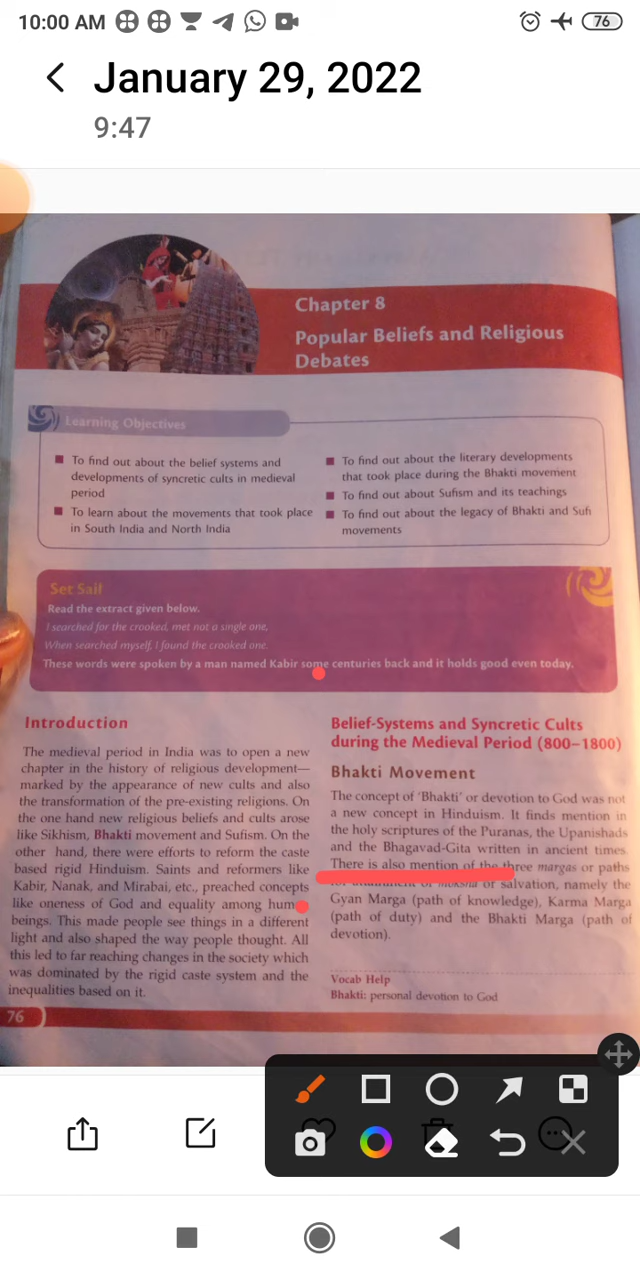 10:00 AM
76
January 29, 2022
9:47
Chapter 8
Popular Beliefs and Religious
Debates
Learning Objectives
To find out about the belief systems and
developments of syncretic cults in medieval
period
To learn about the movements that took place
in South India and North India
To find out about the literary developments
that took place during the Bhakti movement
To find out about Sufism and its teachings
To find out about the legacy of Bhakti and Sufi
movements
Set Sail
Read the extract given below.
I searched for the crooked, met not a single one,
When searched myself, I found the crooked one.
These words were spoken by a man named Kabir some centuries back and it holds good even today.
Introduction
The medieval period in India was to open a new
chapter in the history of religious development—
marked by the appearance of new cults and also
the transformation of the pre-existing religions. On
the one hand new religious beliefs and cults arose
like Sikhism, Bhakti movement and Sufism. On the
other hand, there were efforts to reform the caste
based rigid Hinduism. Saints and reformers like
Kabir, Nanak, and Mirabai, etc., preached concepts
like oneness of God and equality among
beings. This made people see things in a different
light and also shaped the way people thought. All
this led to far reaching changes in the society which
was dominated by the rigid caste system and the
inequalities based on it.
76
Belief-Systems and Syncretic Cults
during the Medieval Period (800–1800)
Bhakti Movement
The concept of 'Bhakti' or devotion to God was not
a new concept in Hinduism. It finds mention in
the holy scriptures of the Puranas, the Upanishads
and the Bhagavad-Gita written in ancient times.
There is also mention of the three margas or paths
of moksha or salvation, namely the
Gyan Marga (path of knowledge), Karma Marga
(path of duty) and the Bhakti Marga (path of
devotion).
Vocab Help
Bhakti: personal devotion to God